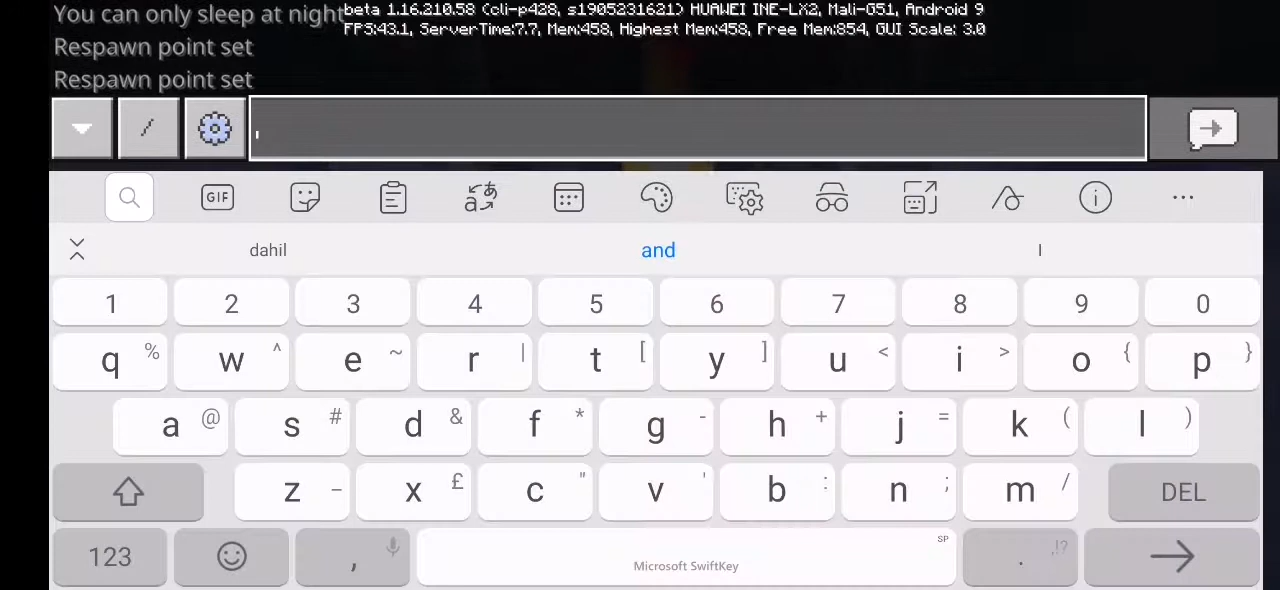 You can only sleep at night
beta 1.16.210.58 (cli-p428, s1905231621) HUAWEI INE-LX2, Mali-G51, Android 9
FPS:43.1, ServerTime:7.7, Mem:458, Highest Mem:458, Free Mem:854, GUI Scale: 3.0
Respawn point set
Respawn point set
/
GIF
dahil and I
1 2 3 4 5 6 7 8 9 0
q % w ^ e ~ r | t [ y ] u < i > o { p }
a @ s # d & f * g - h + j = k ( l )
z _ x £ c " v ' b : n ; m / DEL
123 , Microsoft SwiftKey SP . ,!?